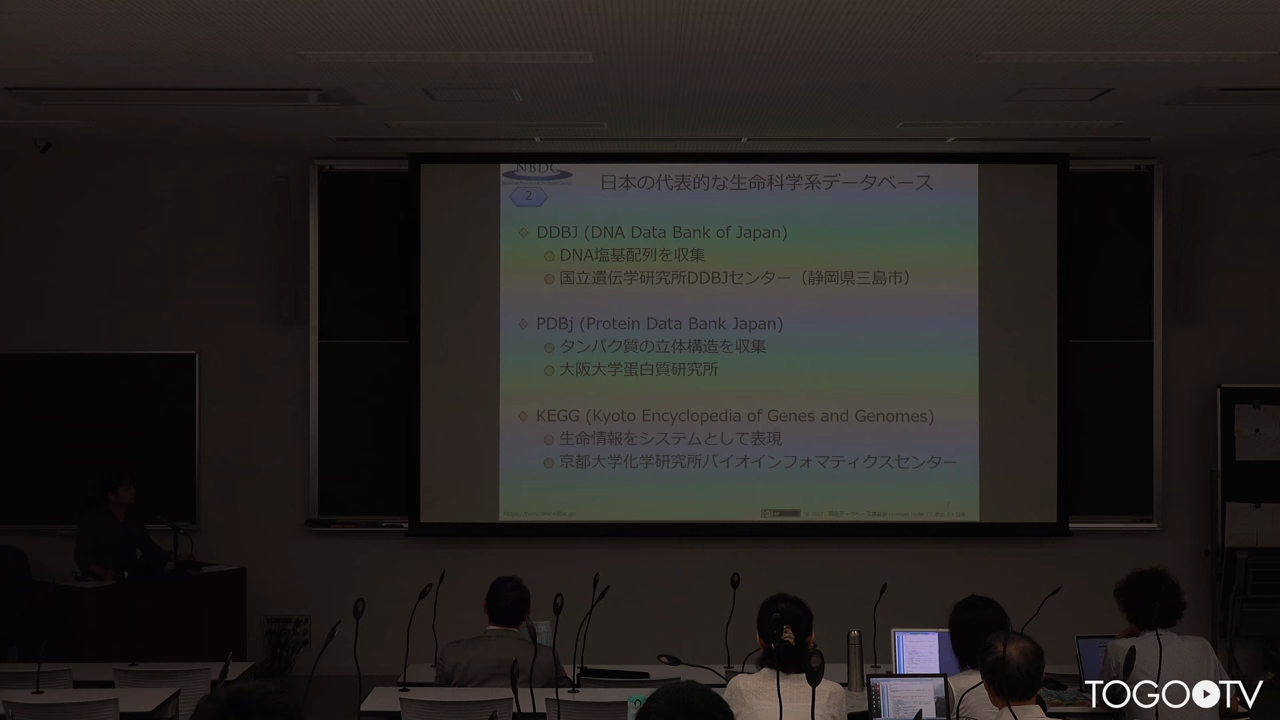 NBDC
2
日本の代表的な生命科学系データベース
DDBJ (DNA Data Bank of Japan)
DNA塩基配列を収集
国立遺伝学研究所DDBJセンター（静岡県三島市）
PDBj (Protein Data Bank Japan)
タンパク質の立体構造を収集
大阪大学蛋白質研究所
KEGG (Kyoto Encyclopedia of Genes and Genomes)
生命情報をシステムとして表現
京都大学化学研究所バイオインフォマティクスセンター
TOGOTV